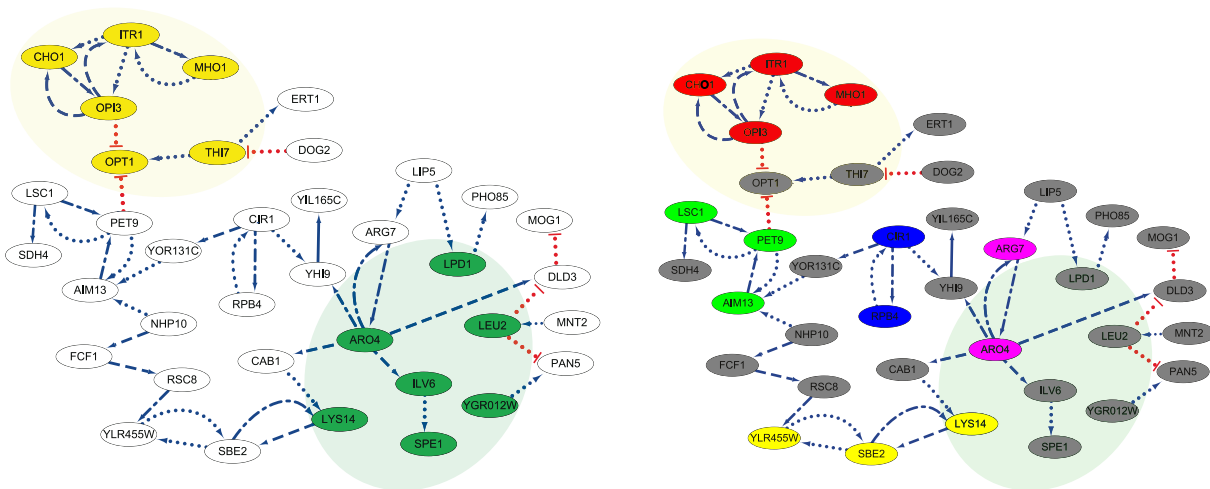 ITR1
CHO1
MHO1
OPI3
ERT1
OPT1
THI7
DOG2
LSC1
LIP5
PHO85
YIL165C
MOG1
PET9
CIR1
ARG7
SDH4
YOR131C
LPD1
YHI9
DLD3
AIM13
RPB4
NHP10
LEU2
MNT2
ARO4
FCF1
CAB1
PAN5
RSC8
ILV6
YGR012W
LYS14
YLR455W
SPE1
SBE2
ITR1
CHO1
MHO1
OPI3
ERT1
OPT1
THI7
DOG2
LSC1
LIP5
PHO85
YIL165C
MOG1
PET9
CIR1
ARG7
SDH4
YOR131C
LPD1
YHI9
DLD3
AIM13
RPB4
NHP10
LEU2
MNT2
ARO4
FCF1
CAB1
PAN5
RSC8
ILV6
YGR012W
LYS14
YLR455W
SPE1
SBE2